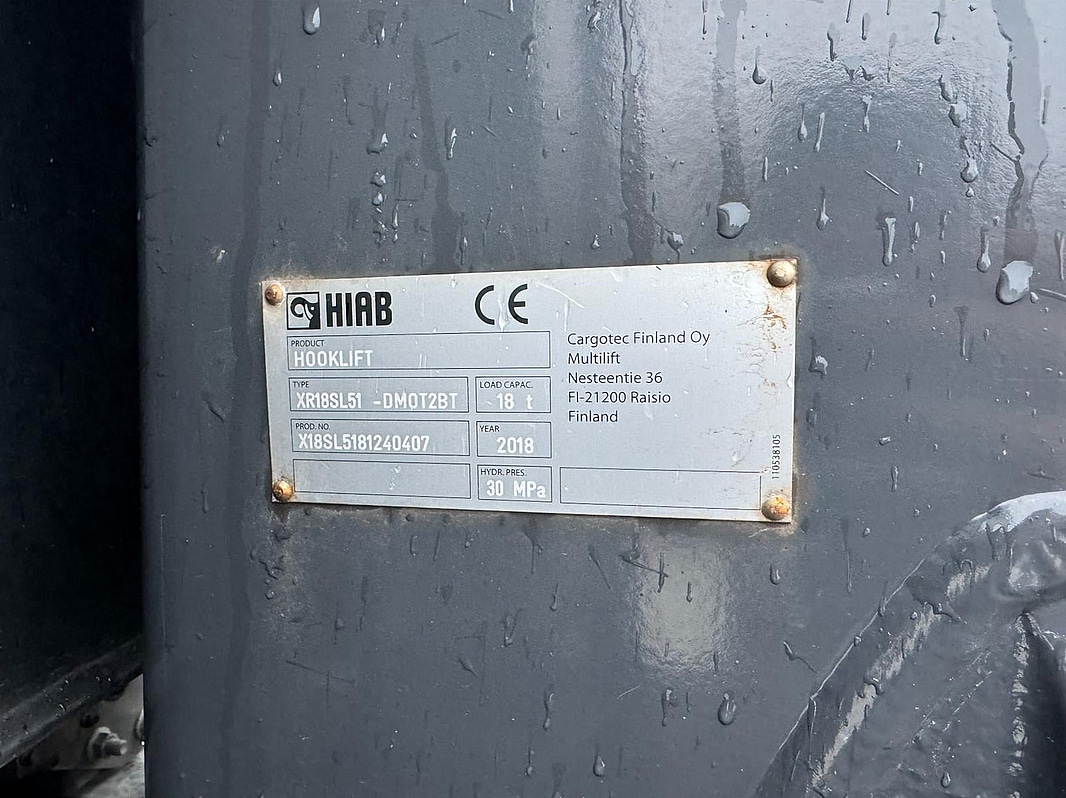 HIAB
CE
PRODUCT
HOOKLIFT
TYPE
XR18SL51 -DM0T2BT
LOAD CAPAC.
18 t
PROD. NO.
X18SL5181240407
YEAR
2018
HYDR. PRES.
30 MPa
Cargotec Finland Oy
Multilift
Nesteentie 36
FI-21200 Raisio
Finland
110538105